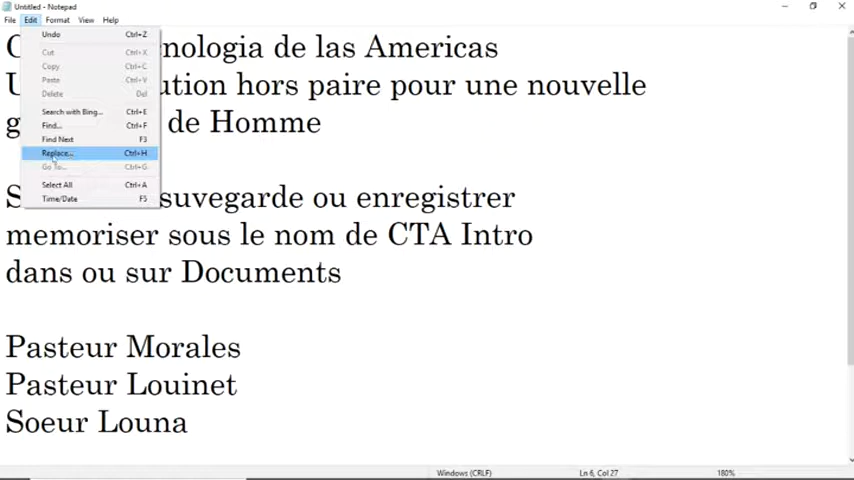 Untitled - Notepad
File Edit Format View Help
Undo Ctrl+Z
Cut Ctrl+X
Copy Ctrl+C
Paste Ctrl+V
Delete Del
Search with Bing... Ctrl+E
Find... Ctrl+F
Find Next F3
Replace... Ctrl+H
Go To... Ctrl+G
Select All Ctrl+A
Time/Date F5
de las Americas
hors paire pour une nouvelle
de Homme
ou enregistrer
memoriser sous le nom de CTA Intro
dans ou sur Documents
Pasteur Morales
Pasteur Louinet
Soeur Louna
Windows (CRLF) Ln 6, Col 27 180%